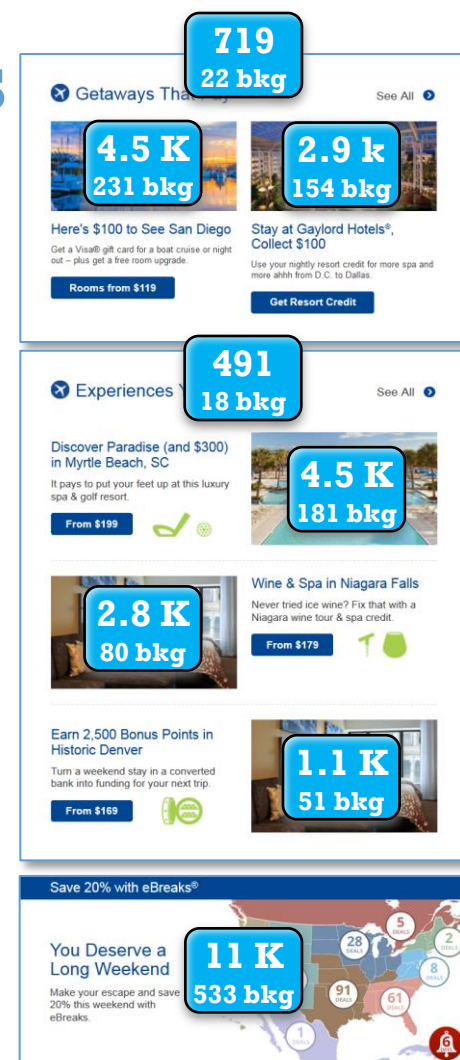 719
22 bkg
Getaways That
See All
4.5 K
231 bkg
2.9 k
154 bkg
Here's $100 to See San Diego
Get a Visa® gift card for a boat cruise or night
out – plus get a free room upgrade.
Rooms from $119
Stay at Gaylord Hotels®,
Collect $100
Use your nightly resort credit for more spa and
more ahhh from D.C. to Dallas.
Get Resort Credit
491
18 bkg
Experiences
See All
Discover Paradise (and $300)
in Myrtle Beach, SC
It pays to put your feet up at this luxury
spa & golf resort.
From $199
4.5 K
181 bkg
2.8 K
80 bkg
Wine & Spa in Niagara Falls
Never tried ice wine? Fix that with a
Niagara wine tour & spa credit.
From $179
Earn 2,500 Bonus Points in
Historic Denver
Turn a weekend stay in a converted
bank into funding for your next trip.
From $169
1.1 K
51 bkg
Save 20% with eBreaks®
You Deserve a
Long Weekend
Make your escape and save
20% this weekend with
eBreaks.
11 K
533 bkg
5
DEALS
28
DEALS
2
DEALS
8
DEALS
91
DEALS
61
DEALS
1
DEALS
6